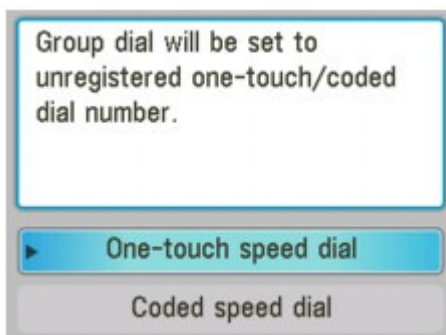 Group dial will be set to
unregistered one-touch/coded
dial number.
One-touch speed dial
Coded speed dial